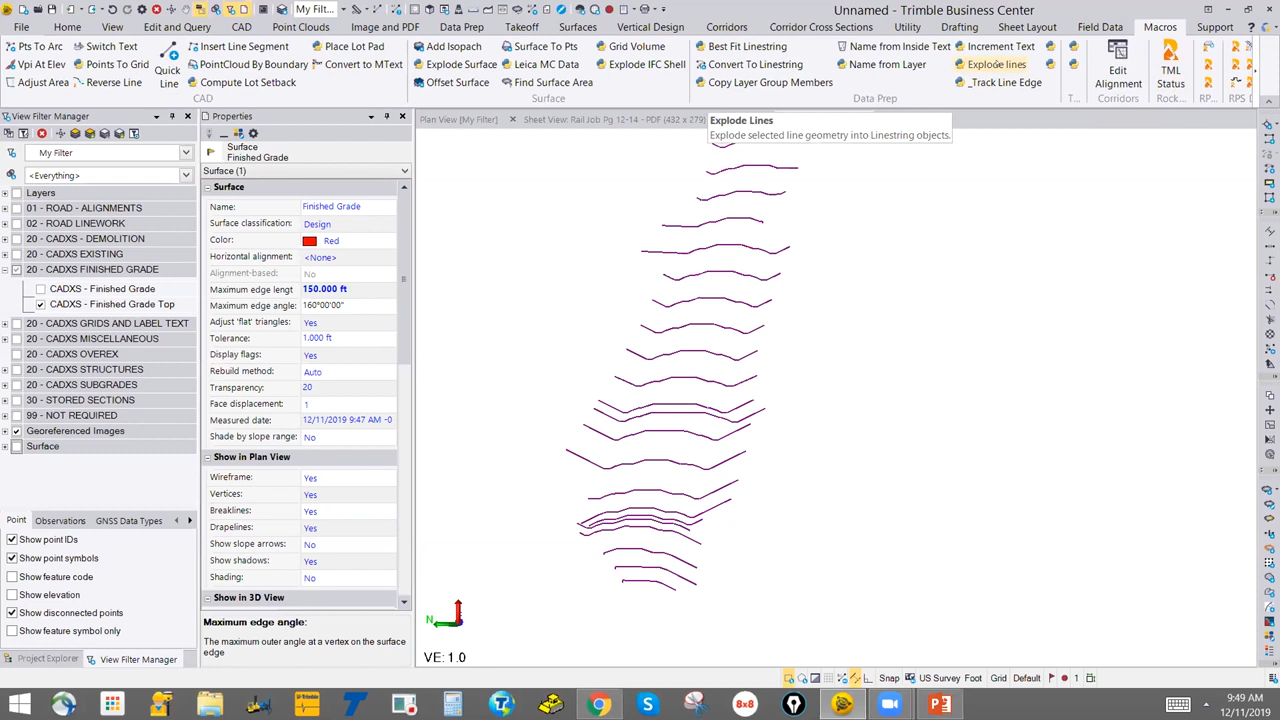 My Filt...
Unnamed - Trimble Business Center
File
Home
View
Edit and Query
CAD
Point Clouds
Image and PDF
Data Prep
Takeoff
Surfaces
Vertical Design
Corridor
Corridor Cross Sections
Utility
Drafting
Sheet Layout
Field Data
Macros
Support
Pts To Arc
Switch Text
Vpi At Elev
Points To Grid
Adjust Area
Reverse Line
Quick
Line
Insert Line Segment
Place Lot Pad
PointCloud By Boundary
Convert to MText
Compute Lot Setback
CAD
Add Isopach
Surface To Pts
Grid Volume
Explode Surface
Leica MC Data
Explode IFC Shell
Offset Surface
Find Surface Area
Surface
Best Fit Linestring
Name from Inside Text
Increment Text
Convert To Linestring
Name from Layer
Explode lines
Copy Layer Group Members
_Track Line Edge
Data Prep
T...
Edit
Alignment
Corridors
TML
Status
Rock...
RP...
RPS
View Filter Manager
My Filter
<Everything>
Layers
01 - ROAD - ALIGNMENTS
02 - ROAD LINEWORK
20 - CADXS - DEMOLITION
20 - CADXS EXISTING
20 - CADXS FINISHED GRADE
CADXS - Finished Grade
CADXS - Finished Grade Top
20 - CADXS GRIDS AND LABEL TEXT
20 - CADXS MISCELLANEOUS
20 - CADXS OVEREX
20 - CADXS STRUCTURES
20 - CADXS SUBGRADES
30 - STORED SECTIONS
99 - NOT REQUIRED
Georeferenced Images
Surface
Point
Observations
GNSS Data Types
Show point IDs
Show point symbols
Show feature code
Show elevation
Show disconnected points
Show feature symbol only
Project Explorer
View Filter Manager
Properties
Surface
Finished Grade
Surface (1)
Surface
Name: Finished Grade
Surface classification: Design
Color: Red
Horizontal alignment: <None>
Alignment-based: No
Maximum edge lengt 150.000 ft
Maximum edge angle: 160°00'00"
Adjust 'flat' triangles: Yes
Tolerance: 1.000 ft
Display flags: Yes
Rebuild method: Auto
Transparency: 20
Face displacement: 1
Measured date: 12/11/2019 9:47 AM -0
Shade by slope range: No
Show in Plan View
Wireframe: Yes
Vertices: Yes
Breaklines: Yes
Drapelines: Yes
Show slope arrows: No
Show shadows: Yes
Shading: No
Show in 3D View
Maximum edge angle:
The maximum outer angle at a vertex on the surface
edge
Plan View [My Filter]
Sheet View: Rail Job Pg 12-14 - PDF (432 x 279)
Explode Lines
Explode selected line geometry into Linestring objects.
N
VE: 1.0
Snap
US Survey
Foot
Grid
Default
1
8x8
9:49 AM
12/11/2019